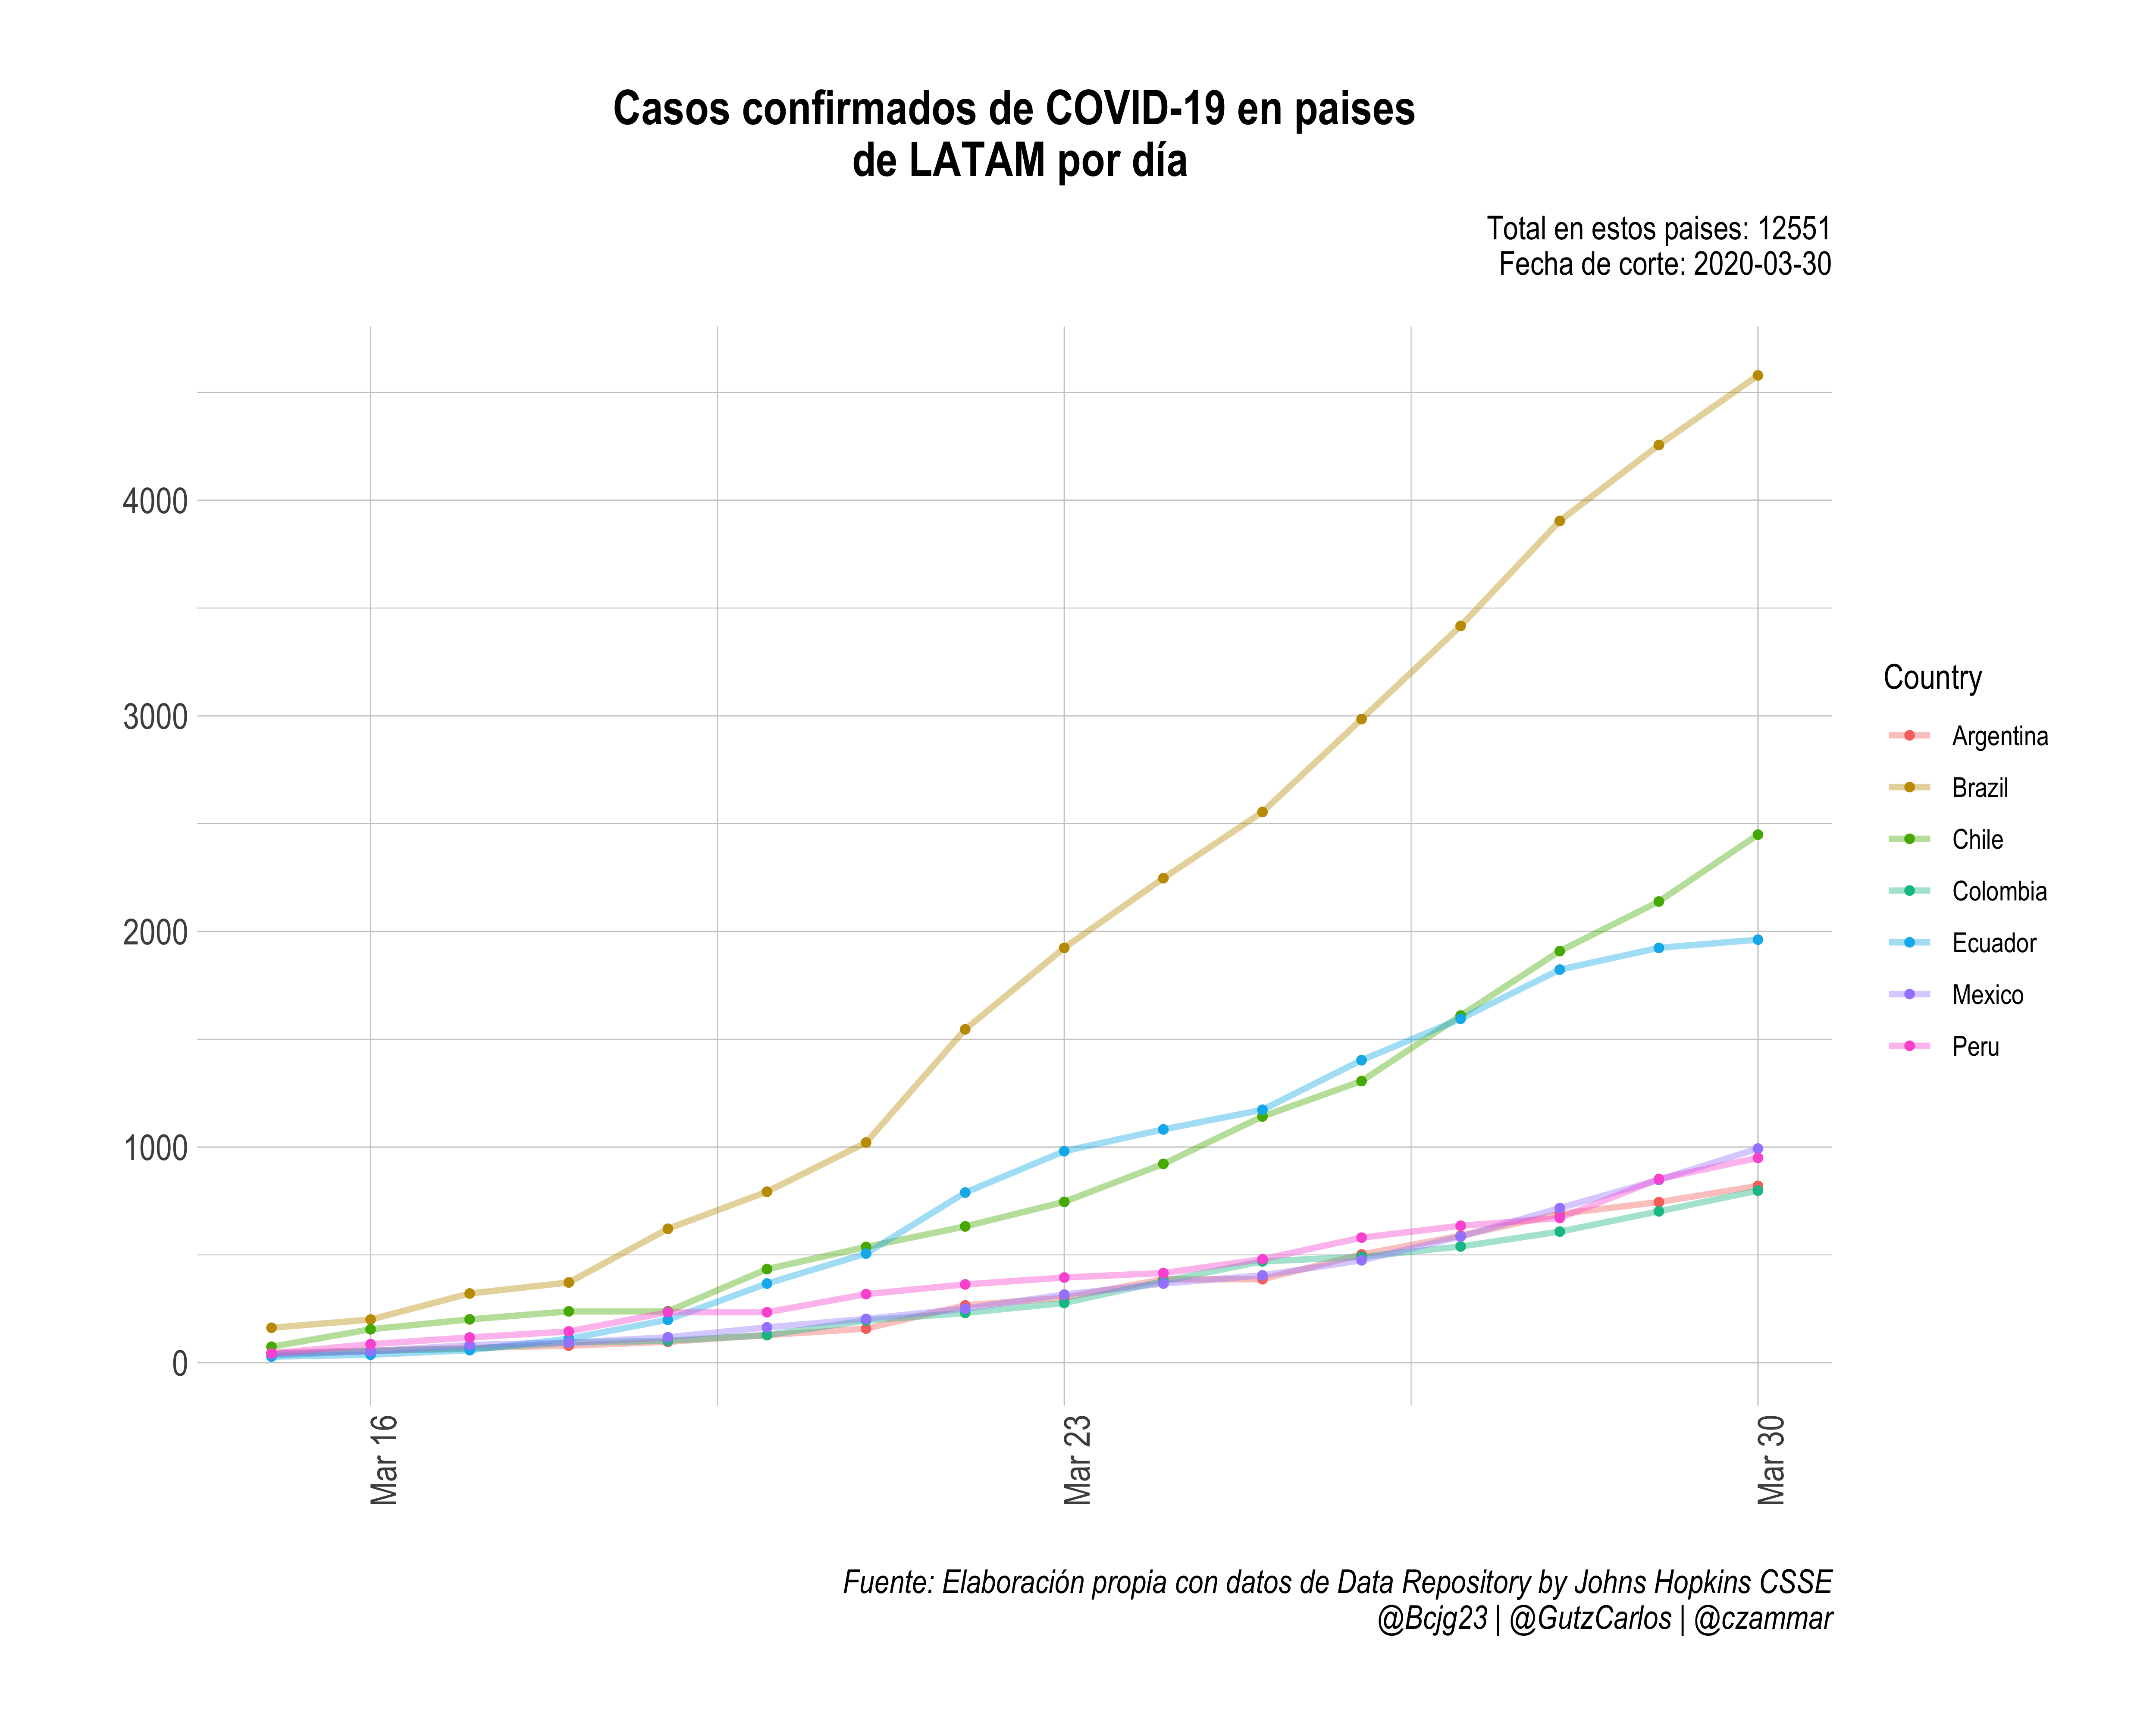 Casos confirmados de COVID-19 en paises
de LATAM por día
Total en estos paises: 12551
Fecha de corte: 2020-03-30
4000
3000
2000
1000
0
Mar 16
Mar 23
Mar 30
Country
Argentina
Brazil
Chile
Colombia
Ecuador
Mexico
Peru
Fuente: Elaboración propia con datos de Data Repository by Johns Hopkins CSSE
@Bcjg23 | @GutzCarlos | @czammar